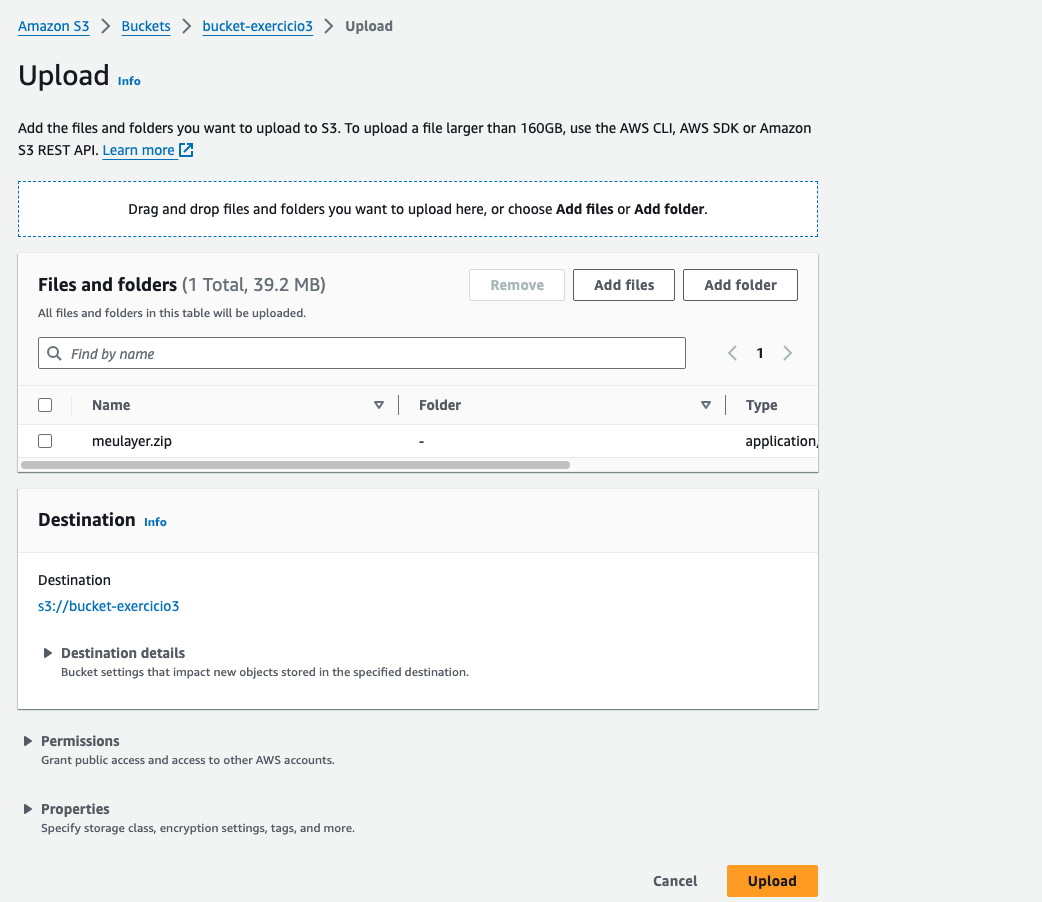 Amazon S3 > Buckets > bucket-exercicio3 > Upload
Upload Info
Add the files and folders you want to upload to S3. To upload a file larger than 160GB, use the AWS CLI, AWS SDK or Amazon
S3 REST API. Learn more
Drag and drop files and folders you want to upload here, or choose Add files or Add folder.
Files and folders (1 Total, 39.2 MB)
Remove
Add files
Add folder
All files and folders in this table will be uploaded.
Find by name
1
Name Folder Type
meulayer.zip - application/
Destination Info
Destination
s3://bucket-exercicio3
Destination details
Bucket settings that impact new objects stored in the specified destination.
Permissions
Grant public access and access to other AWS accounts.
Properties
Specify storage class, encryption settings, tags, and more.
Cancel
Upload